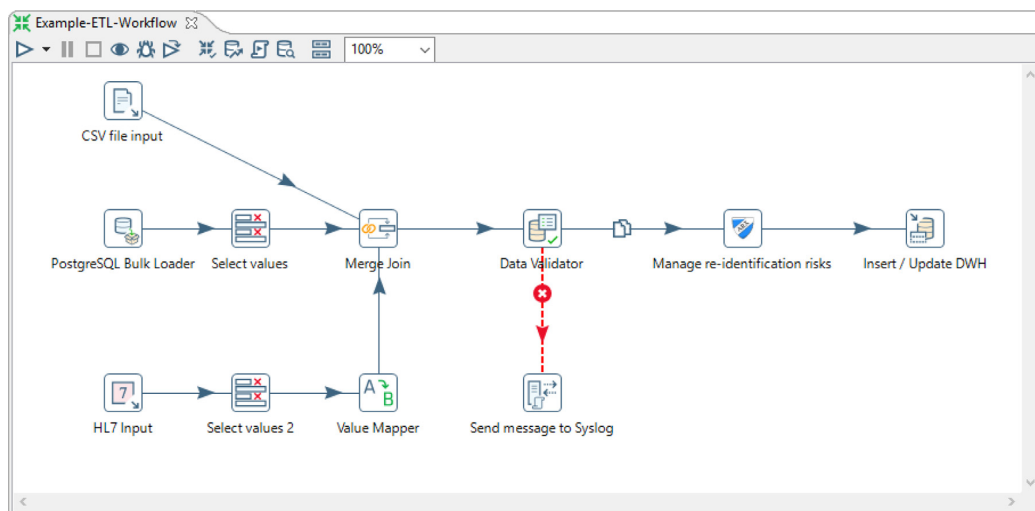 Example-ETL-Workflow
100%
CSV file input
PostgreSQL Bulk Loader
Select values
Merge Join
Data Validator
Manage re-identification risks
Insert / Update DWH
7
A
B
HL7 Input
Select values 2
Value Mapper
Send message to Syslog